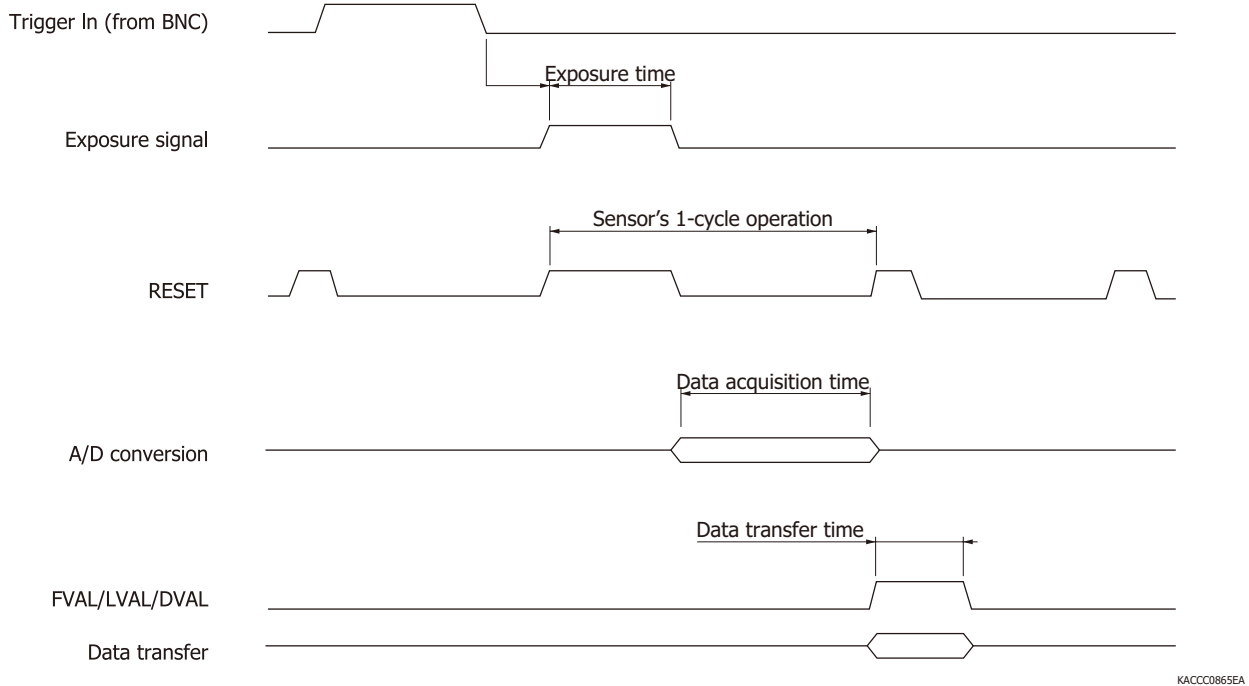 Trigger In (from BNC)
Exposure time
Exposure signal
Sensor's 1-cycle operation
RESET
Data acquisition time
A/D conversion
Data transfer time
FVAL/LVAL/DVAL
Data transfer
KACCC0865EA